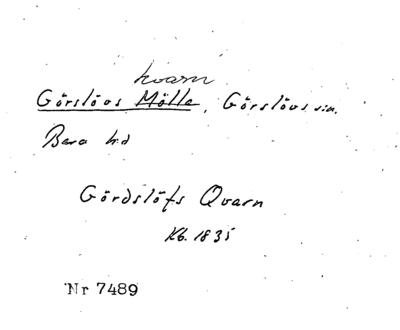 kvarn
Görslövs Mölle, Görslövs sn.
Bara hd
Gördslöfs Qvarn
Kb. 1835
Nr 7489